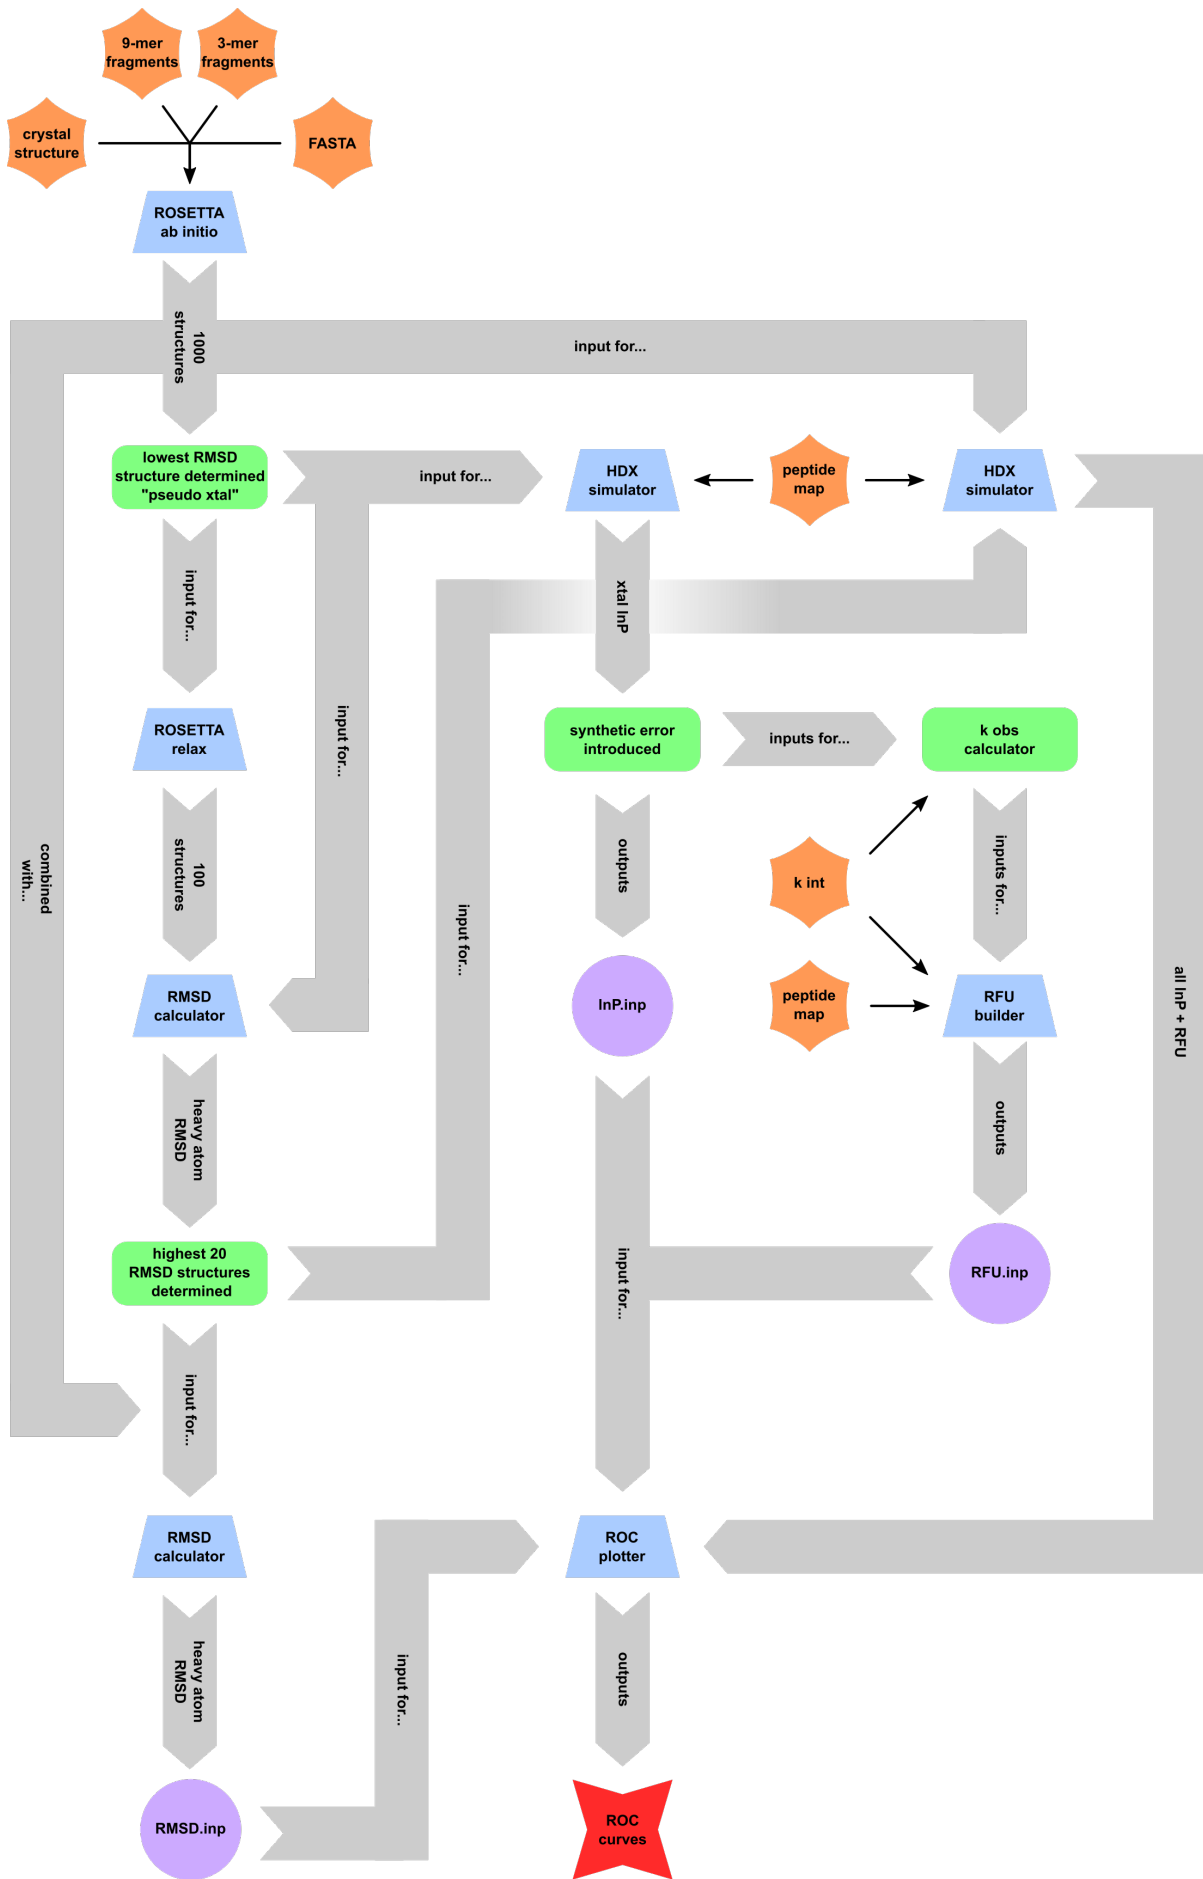 9-mer
fragments
3-mer
fragments
crystal
structure
FASTA
ROSETTA
ab initio
1000
structures
input for...
lowest RMSD
structure determined
"pseudo xtal"
input for...
HDX
simulator
peptide
map
HDX
simulator
input for...
xtal lnP
ROSETTA
relax
input for...
synthetic error
introduced
inputs for...
k obs
calculator
100
structures
combined
with...
input for...
outputs
k int
inputs for...
RMSD
calculator
lnP.inp
peptide
map
RFU
builder
all lnP + RFU
heavy atom
RMSD
outputs
highest 20
RMSD structures
determined
input for...
RFU.inp
input for...
RMSD
calculator
ROC
plotter
heavy atom
RMSD
input for...
outputs
RMSD.inp
ROC
curves